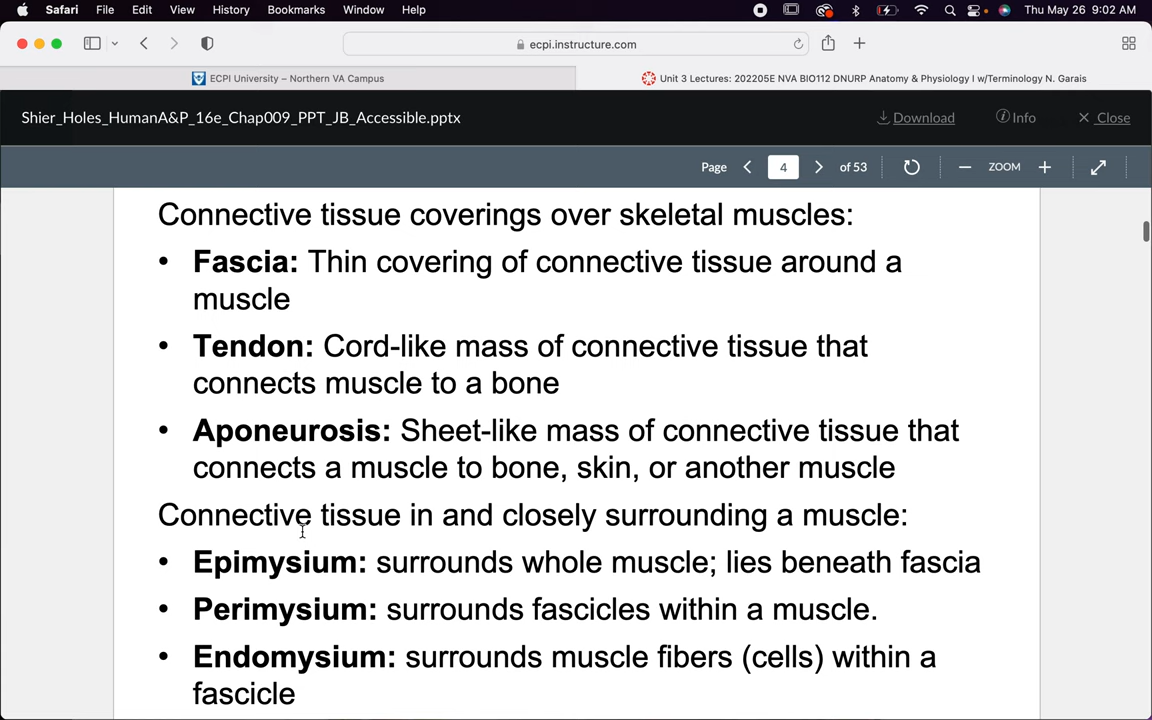 Safari File Edit View History Bookmarks Window Help Thu May 26 9:02 AM
ecpi.instructure.com
ECPI University – Northern VA Campus
Unit 3 Lectures: 202205E NVA BIO112 DNURP Anatomy & Physiology I w/Terminology N. Garais
Shier_Holes_HumanA&P_16e_Chap009_PPT_JB_Accessible.pptx
Download Info Close
Page 4 of 53 ZOOM
Connective tissue coverings over skeletal muscles:
• Fascia: Thin covering of connective tissue around a
muscle
• Tendon: Cord-like mass of connective tissue that
connects muscle to a bone
• Aponeurosis: Sheet-like mass of connective tissue that
connects a muscle to bone, skin, or another muscle
Connective tissue in and closely surrounding a muscle:
• Epimysium: surrounds whole muscle; lies beneath fascia
• Perimysium: surrounds fascicles within a muscle.
• Endomysium: surrounds muscle fibers (cells) within a
fascicle